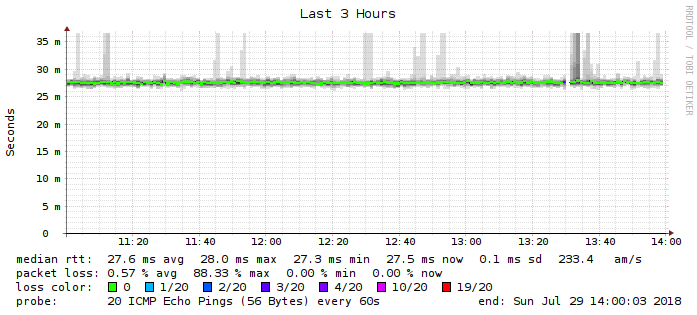 Last 3 Hours
RRDTOOL / TOBI OETIKER
Seconds
35 m
30 m
25 m
20 m
15 m
10 m
5 m
0
11:20 11:40 12:00 12:20 12:40 13:00 13:20 13:40 14:00
median rtt: 27.6 ms avg 28.0 ms max 27.3 ms min 27.5 ms now 0.1 ms sd 233.4 am/s
packet loss: 0.57 % avg 88.33 % max 0.00 % min 0.00 % now
loss color: 0 1/20 2/20 3/20 4/20 10/20 19/20
probe: 20 ICMP Echo Pings (56 Bytes) every 60s end: Sun Jul 29 14:00:03 2018